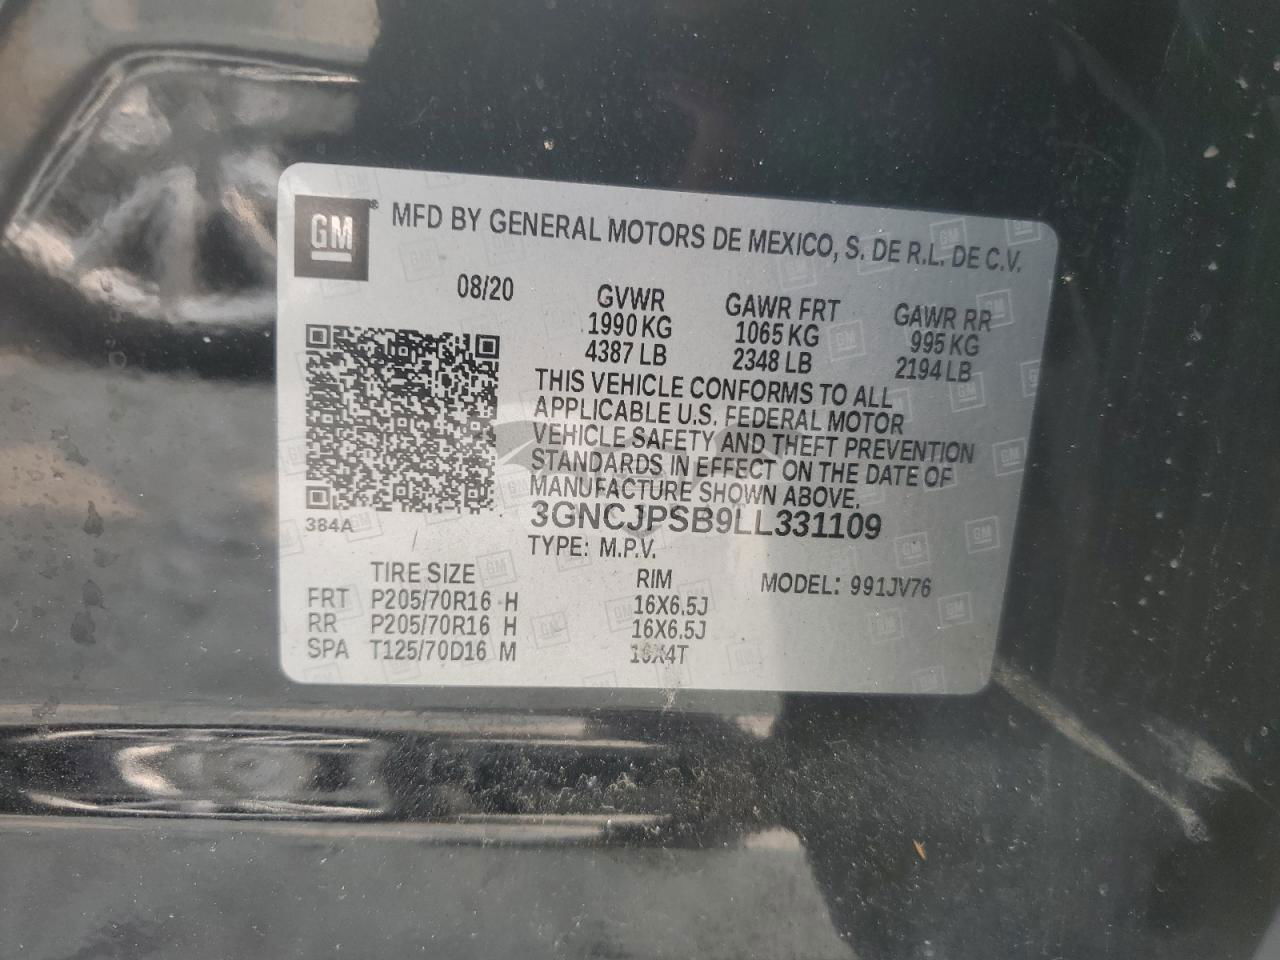 GM ® MFD BY GENERAL MOTORS DE MEXICO, S. DE R.L. DE C.V.
08/20 GVWR GAWR FRT GAWR RR
1990 KG 1065 KG 995 KG
4387 LB 2348 LB 2194 LB
THIS VEHICLE CONFORMS TO ALL
APPLICABLE U.S. FEDERAL MOTOR
VEHICLE SAFETY AND THEFT PREVENTION
STANDARDS IN EFFECT ON THE DATE OF
MANUFACTURE SHOWN ABOVE.
384A 3GNCJPSB9LL331109
TYPE: M.P.V.
TIRE SIZE RIM MODEL: 991JV76
FRT P205/70R16 H 16X6.5J
RR P205/70R16 H 16X6.5J
SPA T125/70D16 M 16X4T